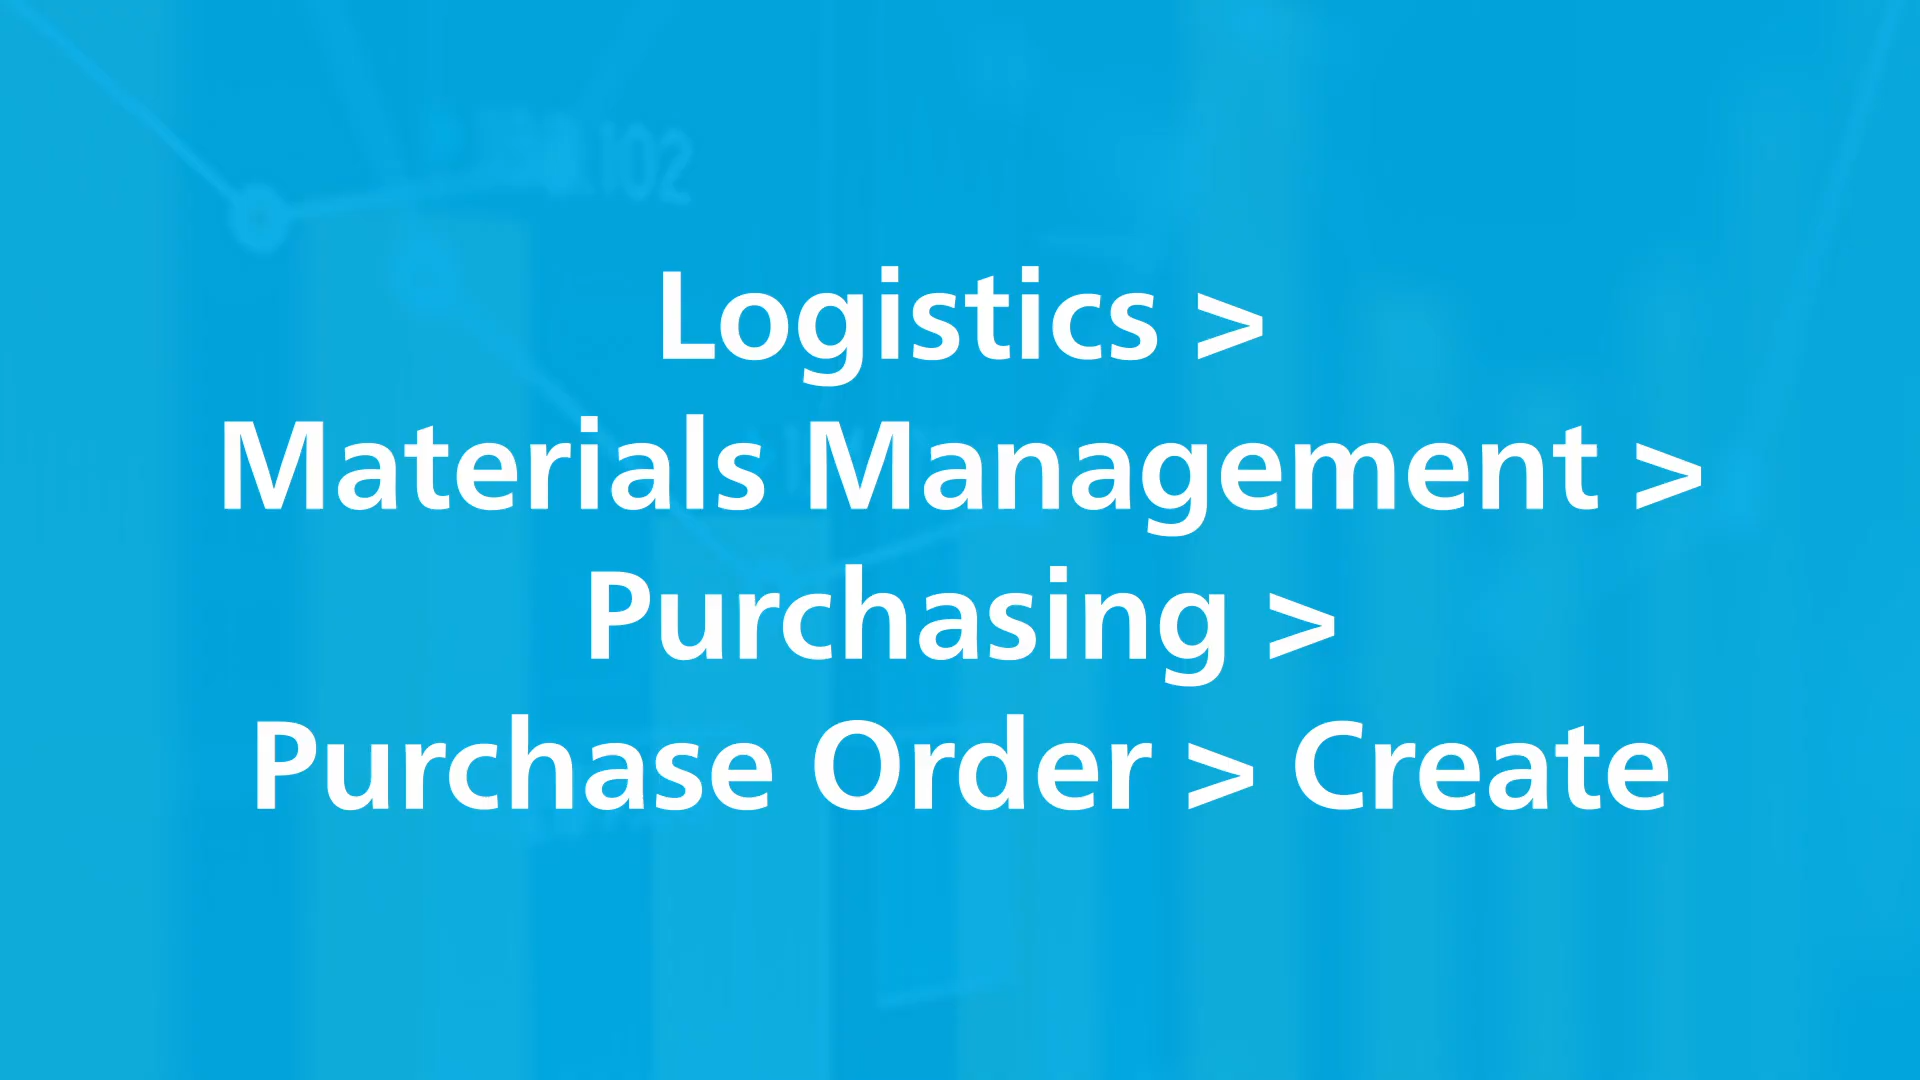 Logistics >
Materials Management >
Purchasing >
Purchase Order > Create